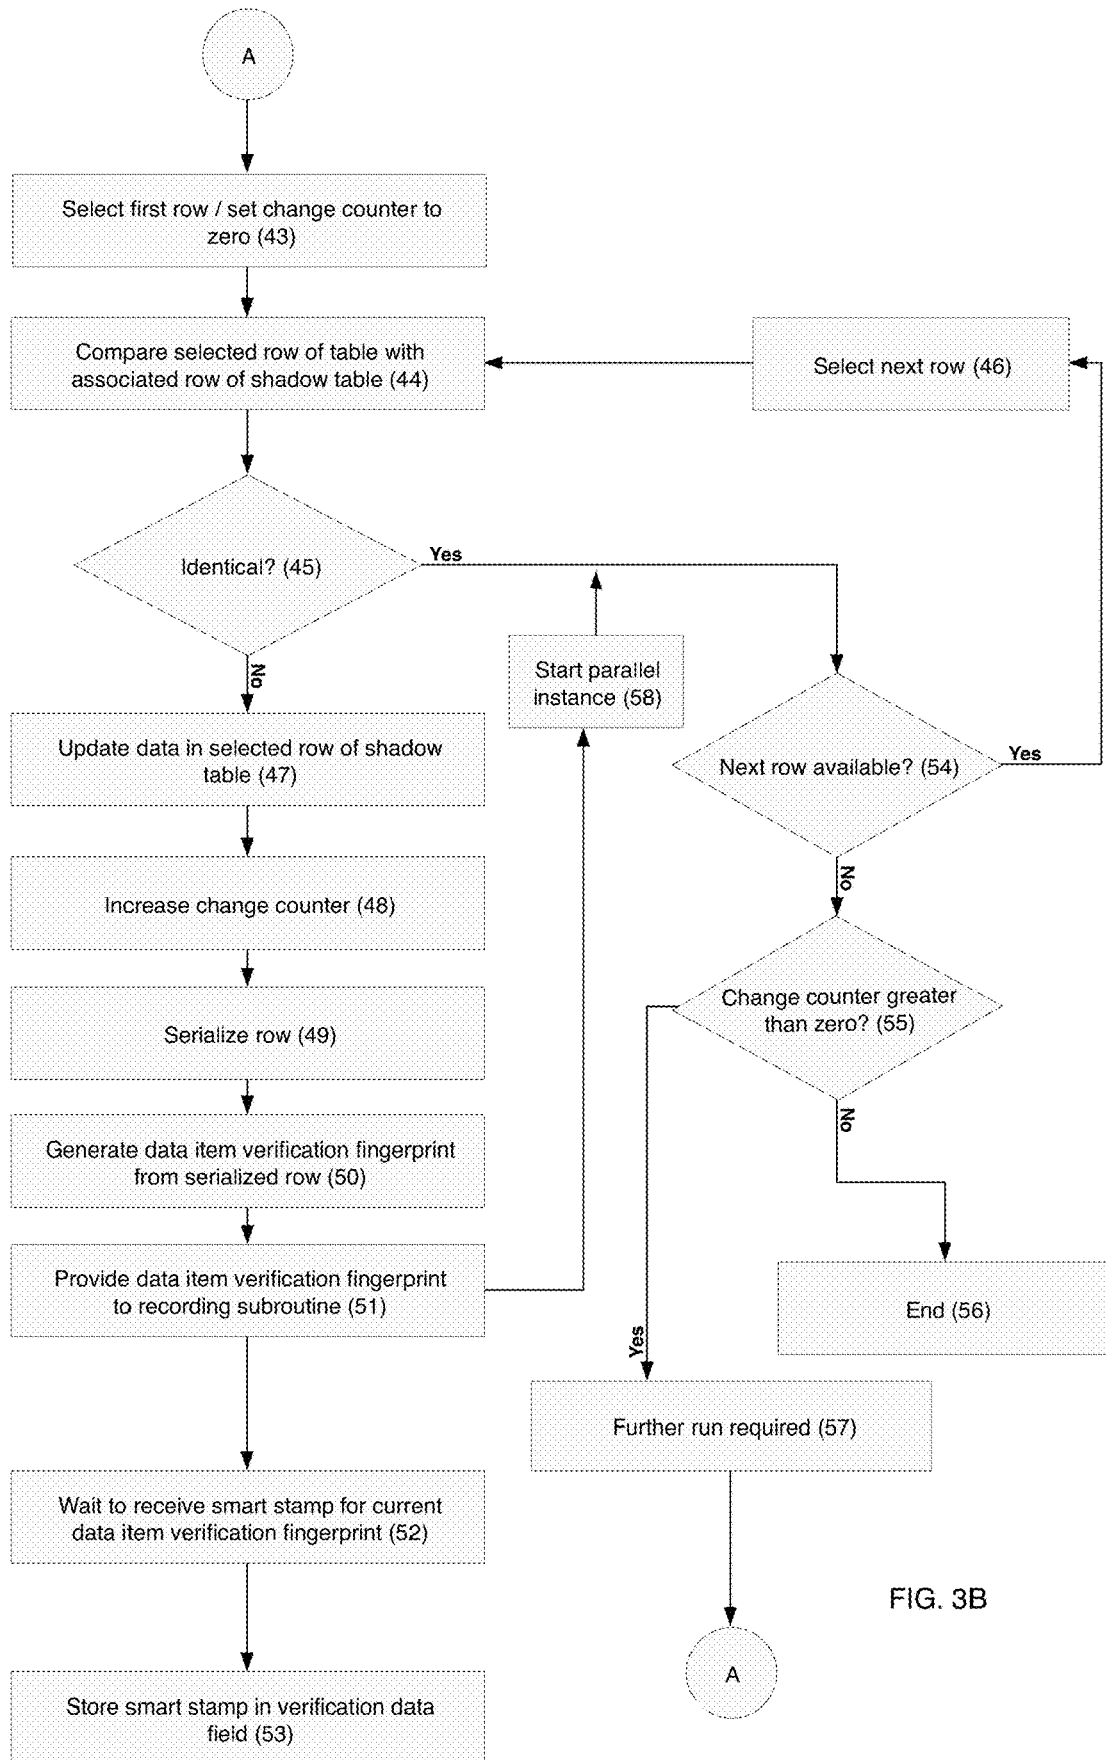 A
Select first row / set change counter to
zero (43)
Compare selected row of table with
associated row of shadow table (44)
Select next row (46)
Identical? (45)
Yes
No
Start parallel
instance (58)
Update data in selected row of shadow
table (47)
Next row available? (54)
Yes
No
Increase change counter (48)
Change counter greater
than zero? (55)
Serialize row (49)
No
Generate data item verification fingerprint
from serialized row (50)
Provide data item verification fingerprint
to recording subroutine (51)
End (56)
Yes
Further run required (57)
Wait to receive smart stamp for current
data item verification fingerprint (52)
FIG. 3B
A
Store smart stamp in verification data
field (53)